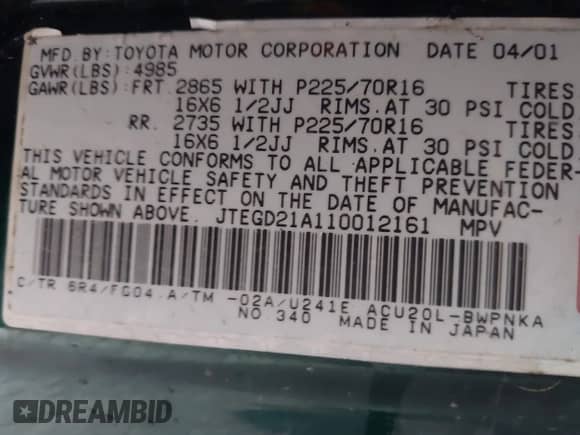 MFD.BY:TOYOTA MOTOR CORPORATION DATE 04/01
GVWR(LBS):4985
GAWR(LBS):FRT.2865 WITH P225/70R16 TIRES
16X6 1/2JJ RIMS.AT 30 PSI COLD
RR. 2735 WITH P225/70R16 TIRES
16X6 1/2JJ RIMS.AT 30 PSI COLD
THIS VEHICLE CONFORMS TO ALL APPLICABLE FEDER-
AL MOTOR VEHICLE SAFETY AND THEFT PREVENTION
STANDARDS IN EFFECT ON THE DATE OF MANUFAC-
TURE SHOWN ABOVE. JTEGD21A110012161 MPV
C/TR 6R4/FG04.A/TM -02A/U241E ACU20L-BWPNKA
NO 340 MADE IN JAPAN
DREAMBID